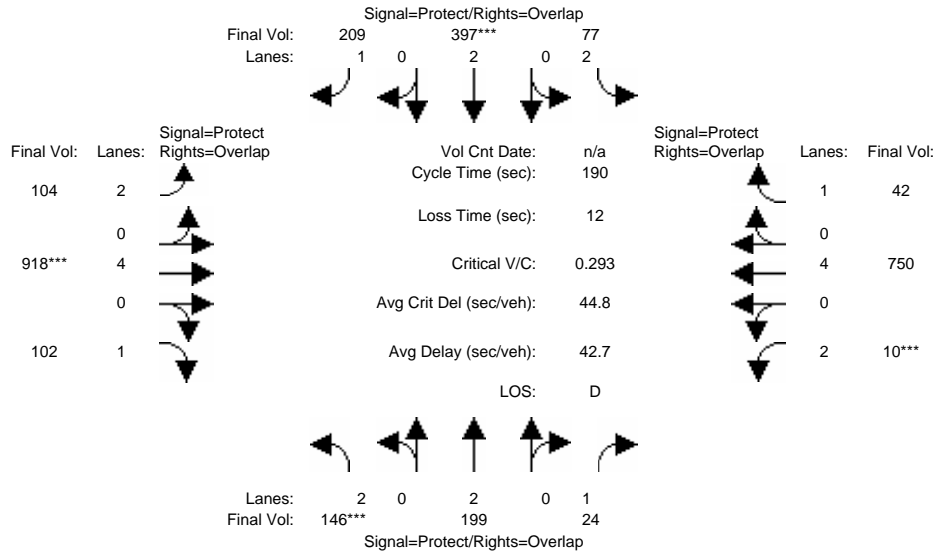 Signal=Protect/Rights=Overlap
Final Vol: 209 397*** 77
Lanes: 1 0 2 0 2
Signal=Protect
Final Vol: Lanes: Rights=Overlap
Vol Cnt Date: n/a
Signal=Protect
Rights=Overlap Lanes: Final Vol:
Cycle Time (sec): 190
104 2
1 42
Loss Time (sec): 12
0
0
918*** 4
Critical V/C: 0.293
4 750
0
Avg Crit Del (sec/veh): 44.8
0
102 1
Avg Delay (sec/veh): 42.7
2 10***
LOS: D
Lanes: 2 0 2 0 1
Final Vol: 146*** 199 24
Signal=Protect/Rights=Overlap